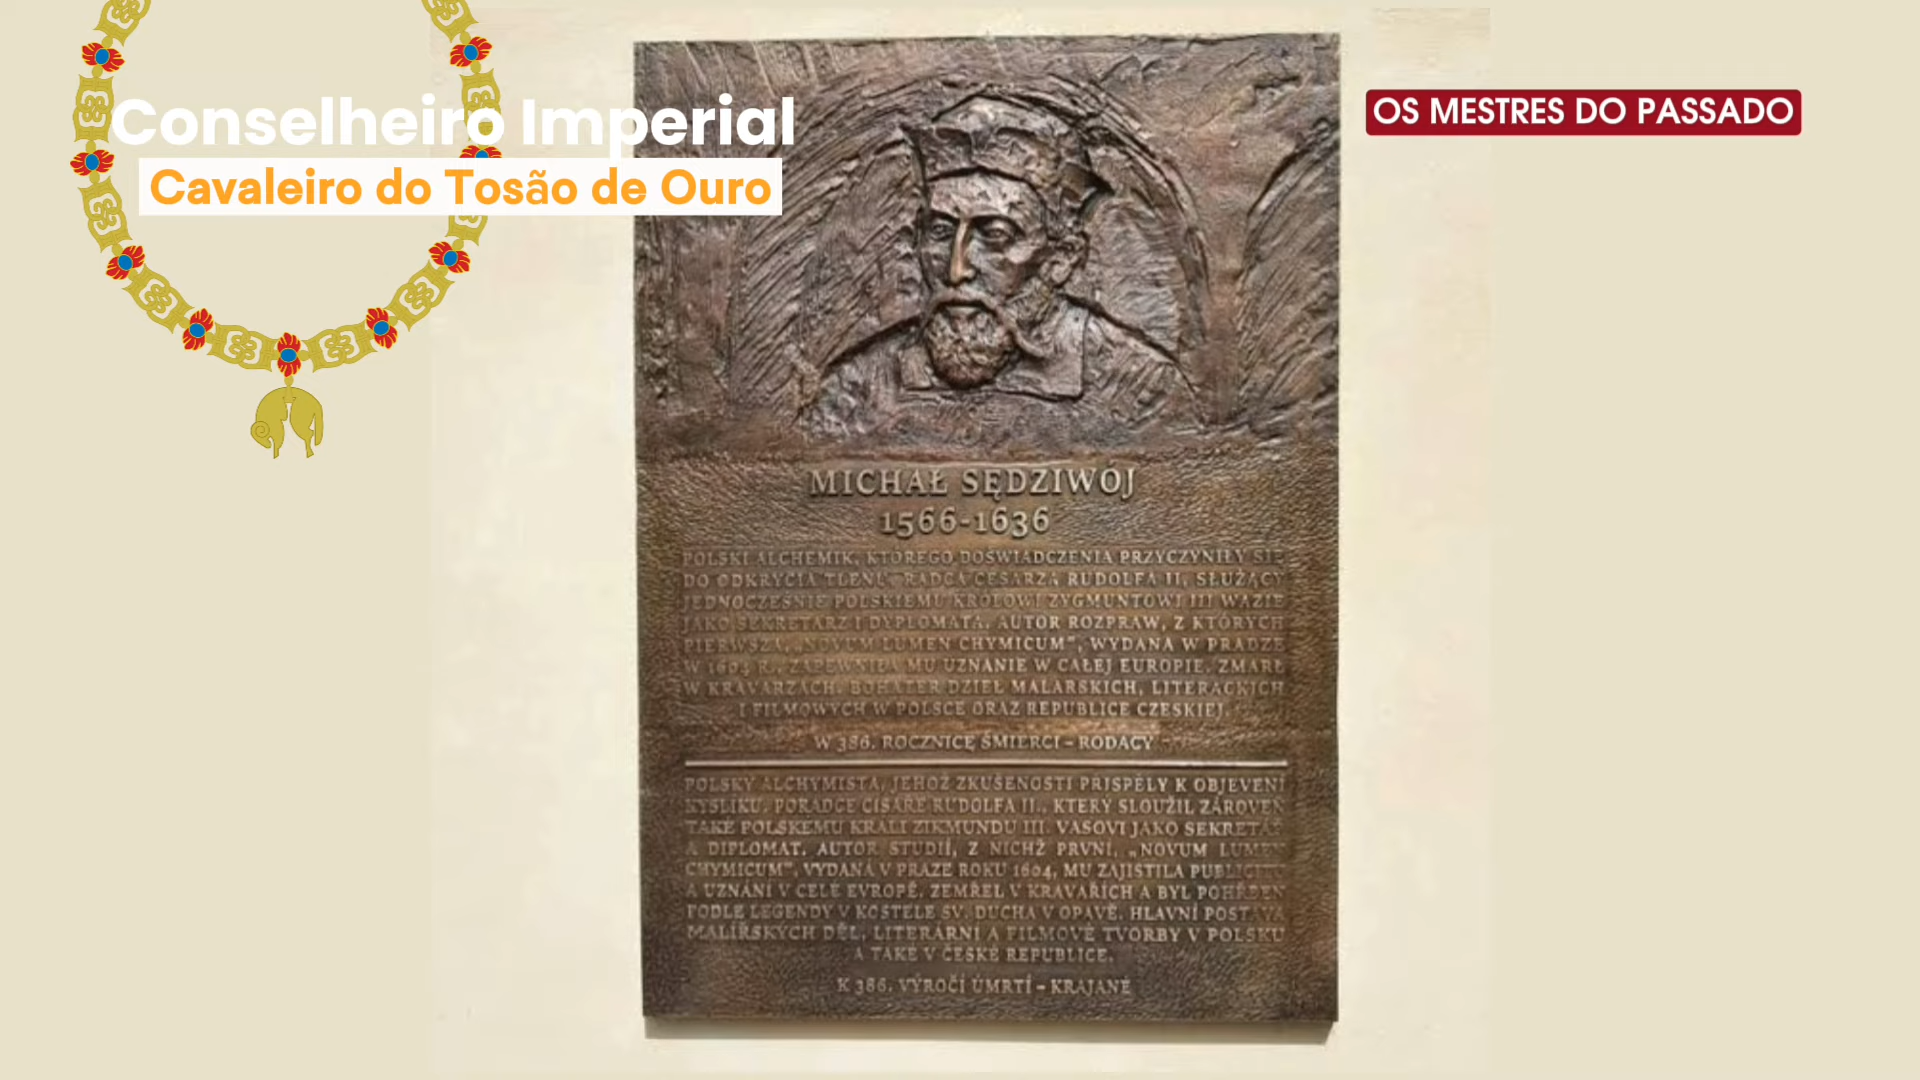 Conselheiro Imperial
Cavaleiro do Tosão de Ouro
OS MESTRES DO PASSADO
MICHAŁ SĘDZIWÓJ
1566-1636
POLSKI ALCHEMIK, KTÓREGO DOŚWIADCZENIA PRZYCZYNIŁY SIĘ
DO ODKRYCIA TLENU. RADCA CESARZA RUDOLFA II, SŁUŻĄCY
JEDNOCZEŚNIE POLSKIEMU KRÓLOWI ZYGMUNTOWI III WAZIE
JAKO SEKRETARZ I DYPLOMATA. AUTOR ROZPRAW, Z KTÓRYCH
PIERWSZA, „NOVUM LUMEN CHYMICUM”, WYDANA W PRADZE
W 1604 R., ZAPEWNIŁA MU UZNANIE W CAŁEJ EUROPIE. ZMARŁ
W KRAVARZACH. BOHATER DZIEŁ MALARSKICH, LITERACKICH
I FILMOWYCH W POLSCE ORAZ REPUBLICE CZESKIEJ.
W 386. ROCZNICĘ ŚMIERCI – RODACY
POLSKÝ ALCHYMISTA, JEHOŽ ZKUŠENOSTI PŘISPĚLY K OBJEVENÍ
KYSLÍKU. PORADCE CÍSAŘE RUDOLFA II., KTERÝ SLOUŽIL ZÁROVEŇ
TAKÉ POLSKÉMU KRÁLI ZIKMUNDU III. VASOVI JAKO SEKRETÁŘ
A DIPLOMAT. AUTOR STUDIÍ, Z NICHŽ PRVNÍ, „NOVUM LUMEN
CHYMICUM”, VYDANÁ V PRAZE ROKU 1604, MU ZAJISTILA PUBLICITU
A UZNÁNÍ V CELÉ EVROPĚ. ZEMŘEL V KRAVAŘÍCH A BYL POHŘBEN
PODLE LEGENDY V KOSTELE SV. DUCHA V OPAVĚ. HLAVNÍ POSTAVA
MALÍŘSKÝCH DĚL, LITERÁRNÍ A FILMOVÉ TVORBY V POLSKU
A TAKÉ V ČESKÉ REPUBLICE.
K 386. VÝROČÍ ÚMRTÍ – KRAJANÉ